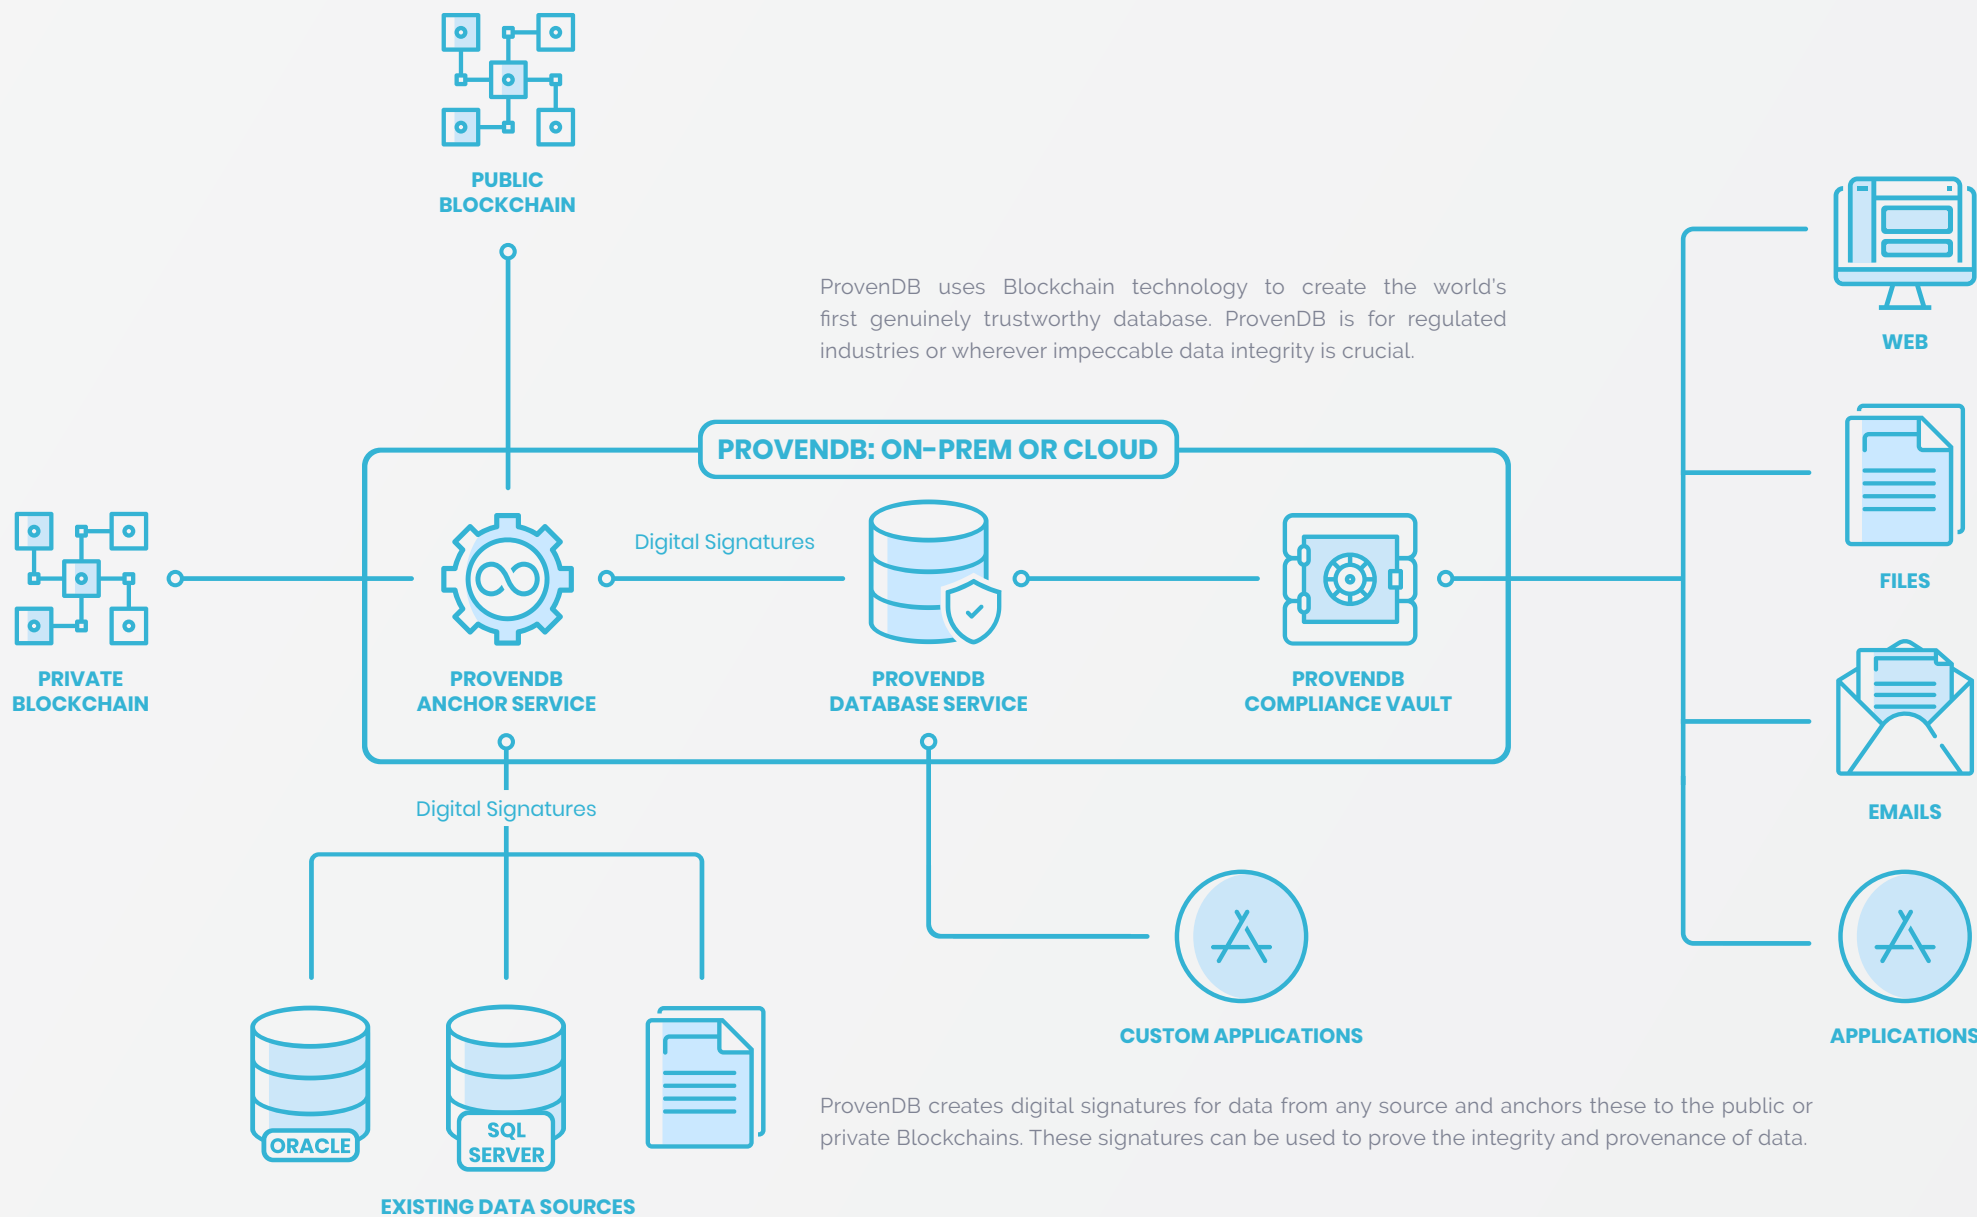 PUBLIC
BLOCKCHAIN
ProvenDB uses Blockchain technology to create the world's
first genuinely trustworthy database. ProvenDB is for regulated
industries or wherever impeccable data integrity is crucial.
WEB
PROVENDB: ON-PREM OR CLOUD
Digital Signatures
FILES
PRIVATE
BLOCKCHAIN
PROVENDB
ANCHOR SERVICE
PROVENDB
DATABASE SERVICE
PROVENDB
COMPLIANCE VAULT
Digital Signatures
EMAILS
CUSTOM APPLICATIONS
APPLICATIONS
ORACLE
SQL
SERVER
EXISTING DATA SOURCES
ProvenDB creates digital signatures for data from any source and anchors these to the public or
private Blockchains. These signatures can be used to prove the integrity and provenance of data.